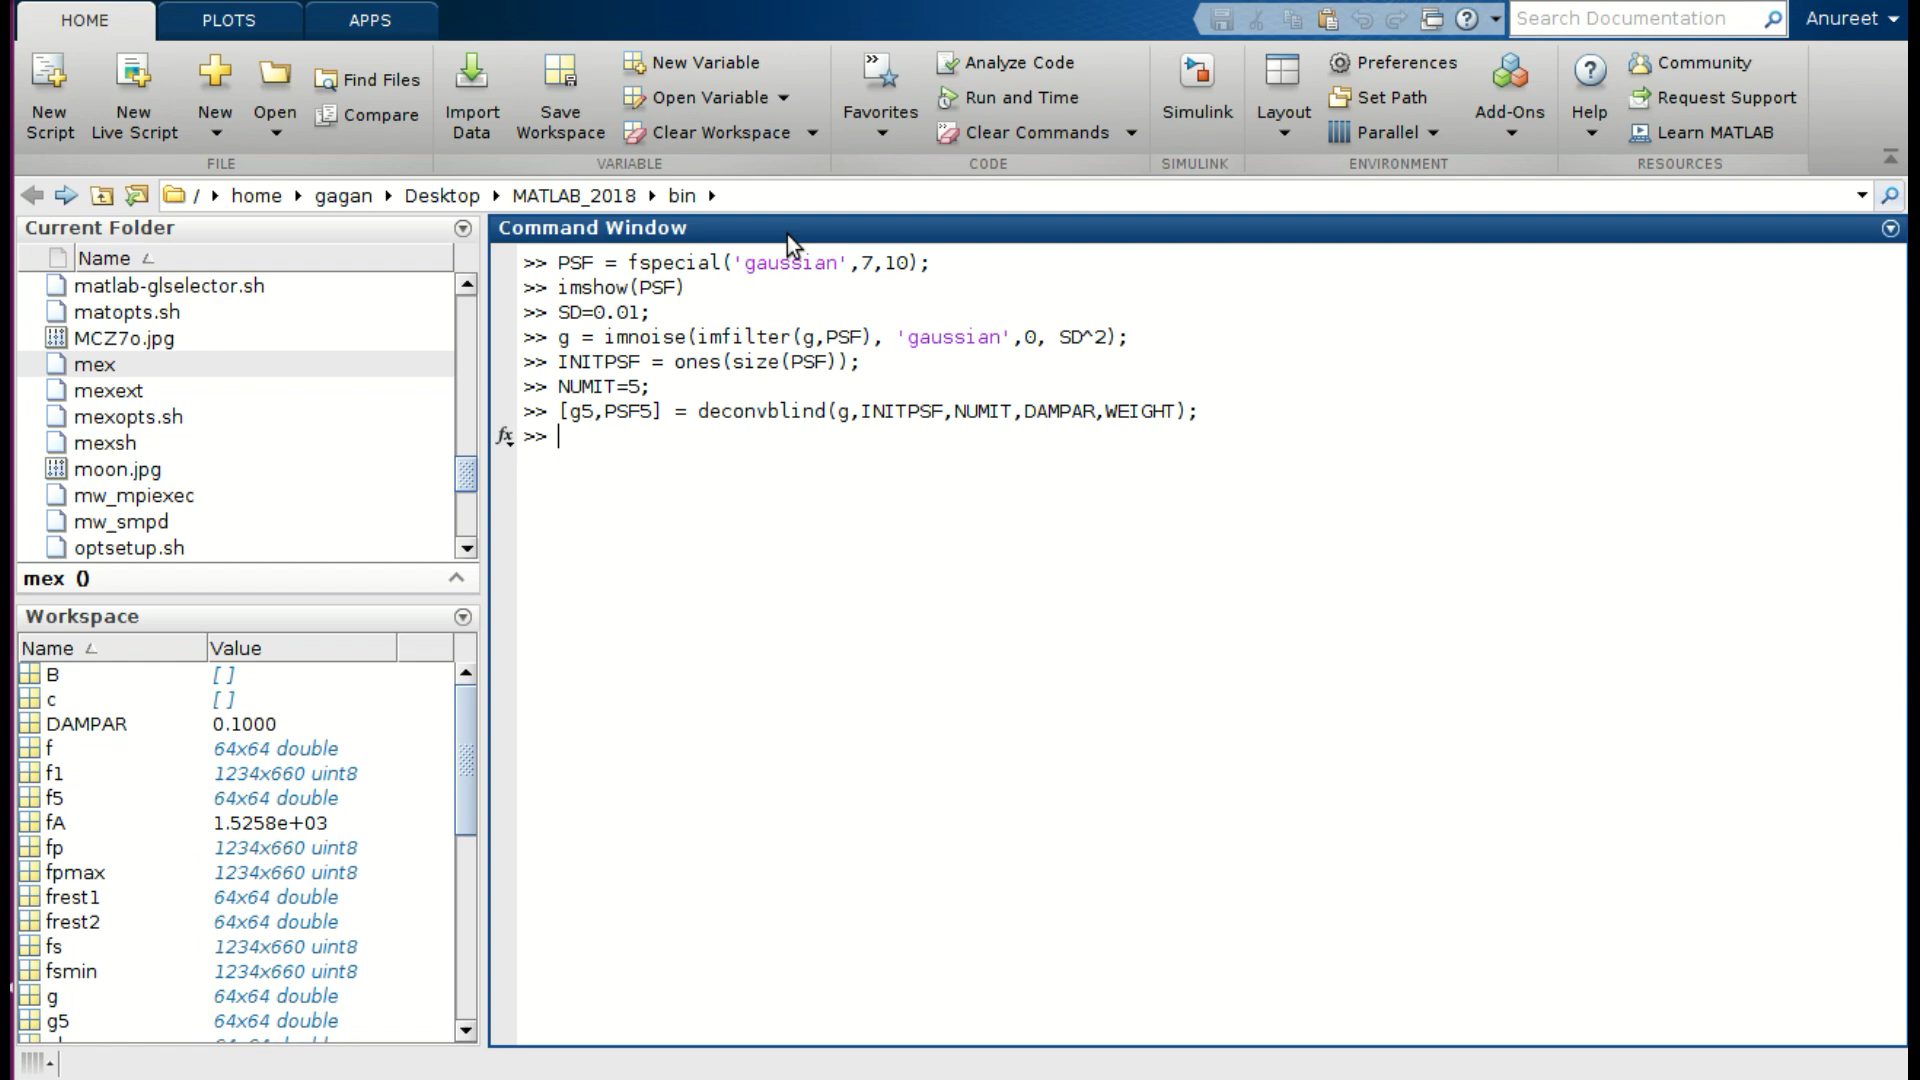 HOME PLOTS APPS Search Documentation Anureet
New Script
New Live Script
New
Open
Find Files
Compare
FILE
Import Data
Save Workspace
New Variable
Open Variable
Clear Workspace
VARIABLE
Favorites
Analyze Code
Run and Time
Clear Commands
CODE
Simulink
SIMULINK
Layout
Preferences
Set Path
Parallel
Add-Ons
ENVIRONMENT
Help
Community
Request Support
Learn MATLAB
RESOURCES
/ home gagan Desktop MATLAB_2018 bin
Current Folder
Name
matlab-glselector.sh
matopts.sh
MCZ7o.jpg
mex
mexext
mexopts.sh
mexsh
moon.jpg
mw_mpiexec
mw_smpd
optsetup.sh
mex ()
Workspace
Name Value
B [ ]
c [ ]
DAMPAR 0.1000
f 64x64 double
f1 1234x660 uint8
f5 64x64 double
fA 1.5258e+03
fp 1234x660 uint8
fpmax 1234x660 uint8
frest1 64x64 double
frest2 64x64 double
fs 1234x660 uint8
fsmin 1234x660 uint8
g 64x64 double
g5 64x64 double
Command Window
>> PSF = fspecial('gaussian',7,10);
>> imshow(PSF)
>> SD=0.01;
>> g = imnoise(imfilter(g,PSF), 'gaussian',0, SD^2);
>> INITPSF = ones(size(PSF));
>> NUMIT=5;
>> [g5,PSF5] = deconvblind(g,INITPSF,NUMIT,DAMPAR,WEIGHT);
fx >>